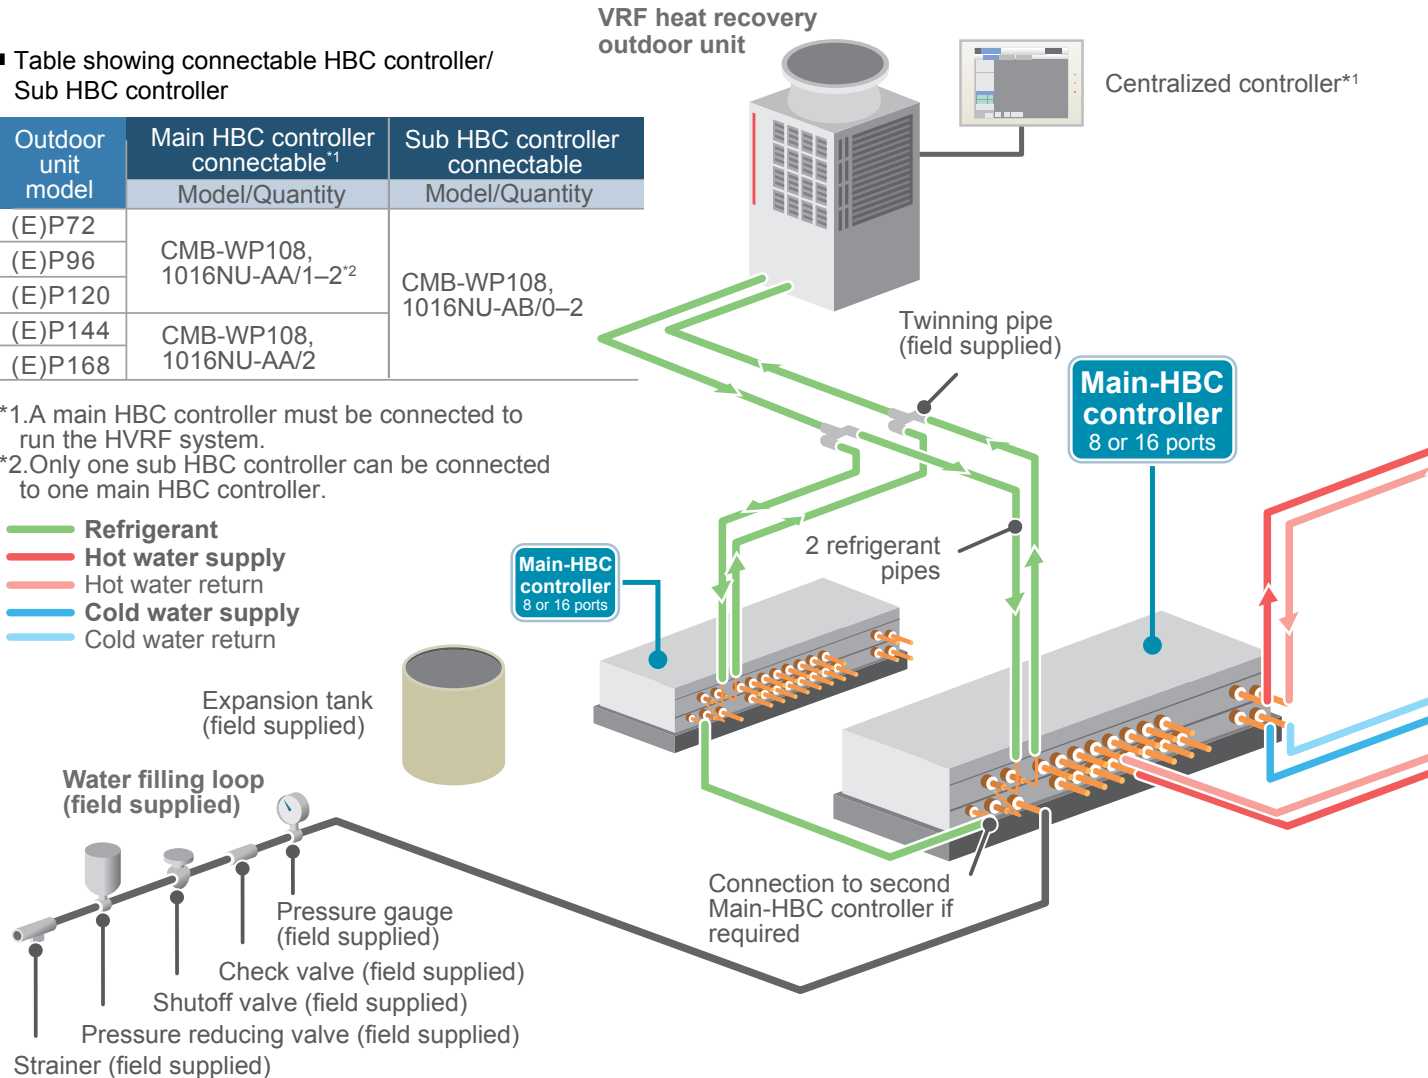 VRF heat recovery
outdoor unit
▪ Table showing connectable HBC controller/
Sub HBC controller
Centralized controller*1
Outdoor
unit
model
Main HBC controller
connectable*1
Sub HBC controller
connectable
Model/Quantity
Model/Quantity
(E)P72
(E)P96
(E)P120
(E)P144
(E)P168
CMB-WP108,
1016NU-AA/1–2*2
CMB-WP108,
1016NU-AA/2
CMB-WP108,
1016NU-AB/0–2
*1.A main HBC controller must be connected to
run the HVRF system.
*2.Only one sub HBC controller can be connected
to one main HBC controller.
Refrigerant
Hot water supply
Hot water return
Cold water supply
Cold water return
Twinning pipe
(field supplied)
Main-HBC
controller
8 or 16 ports
2 refrigerant
pipes
Main-HBC
controller
8 or 16 ports
Expansion tank
(field supplied)
Water filling loop
(field supplied)
Connection to second
Main-HBC controller if
required
Pressure gauge
(field supplied)
Check valve (field supplied)
Shutoff valve (field supplied)
Pressure reducing valve (field supplied)
Strainer (field supplied)